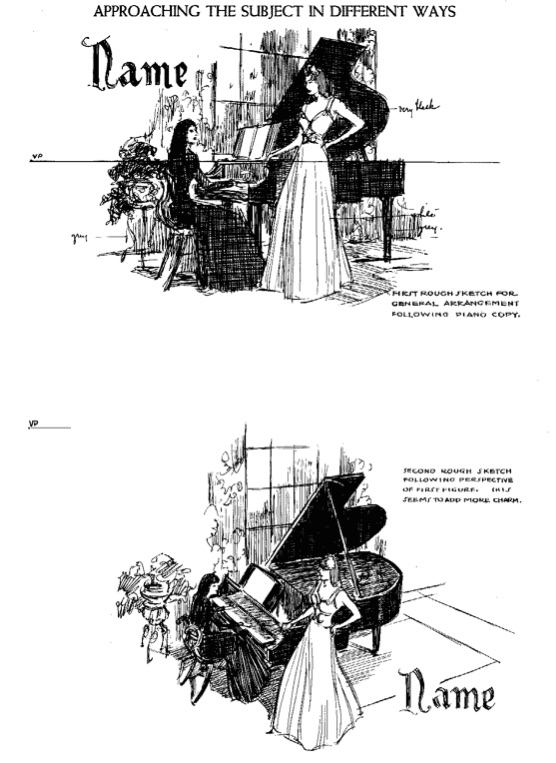 APPROACHING THE SUBJECT IN DIFFERENT WAYS
Name
very black
VP
grey
grey.
FIRST ROUGH SKETCH FOR
GENERAL ARRANGEMENT
FOLLOWING PIANO COPY.
VP
SECOND ROUGH SKETCH
FOLLOWING PERSPECTIVE
OF FIRST FIGURE. THIS
SEEMS TO ADD MORE CHARM.
Name